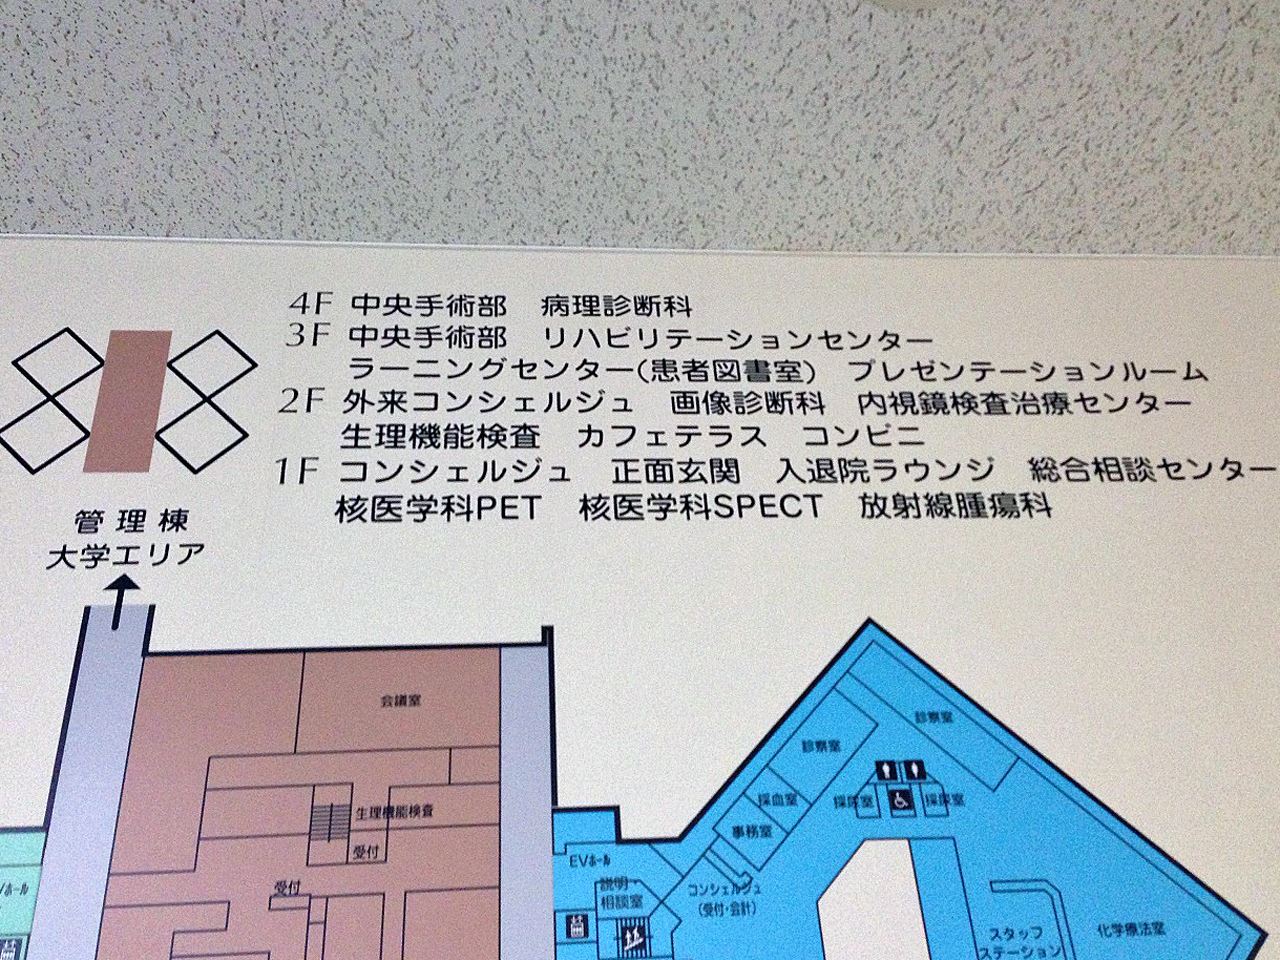 4F 中央手術部 病理診断科
3F 中央手術部 リハビリテーションセンター
ラーニングセンター(患者図書室) プレゼンテーションルーム
2F 外来コンシェルジュ 画像診断科 内視鏡検査治療センター
生理機能検査 カフェテラス コンビニ
1F コンシェルジュ 正面玄関 入退院ラウンジ 総合相談センター
核医学科PET 核医学科SPECT 放射線腫瘍科
管理棟
大学エリア
会議室
診察室
診察室
採血室
採尿室
採尿室
生理機能検査
事務室
受付
EVホール
受付
Vホール
説明・
相談室
コンシェルジュ
(受付・会計)
スタッフ
ステーション
化学療法室